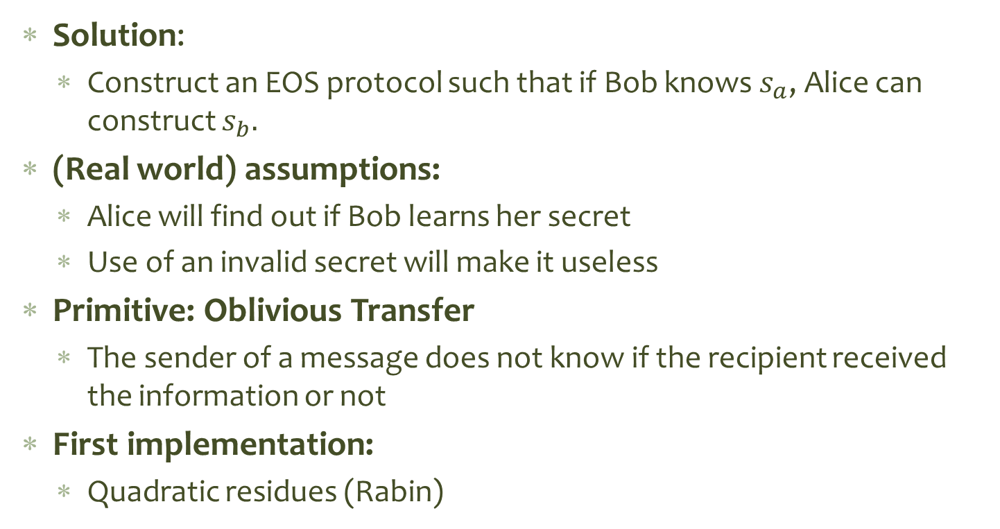 * Solution:
* Construct an EOS protocol such that if Bob knows $s_a$, Alice can
construct $s_b$.
* (Real world) assumptions:
* Alice will find out if Bob learns her secret
* Use of an invalid secret will make it useless
* Primitive: Oblivious Transfer
* The sender of a message does not know if the recipient received
the information or not
* First implementation:
* Quadratic residues (Rabin)